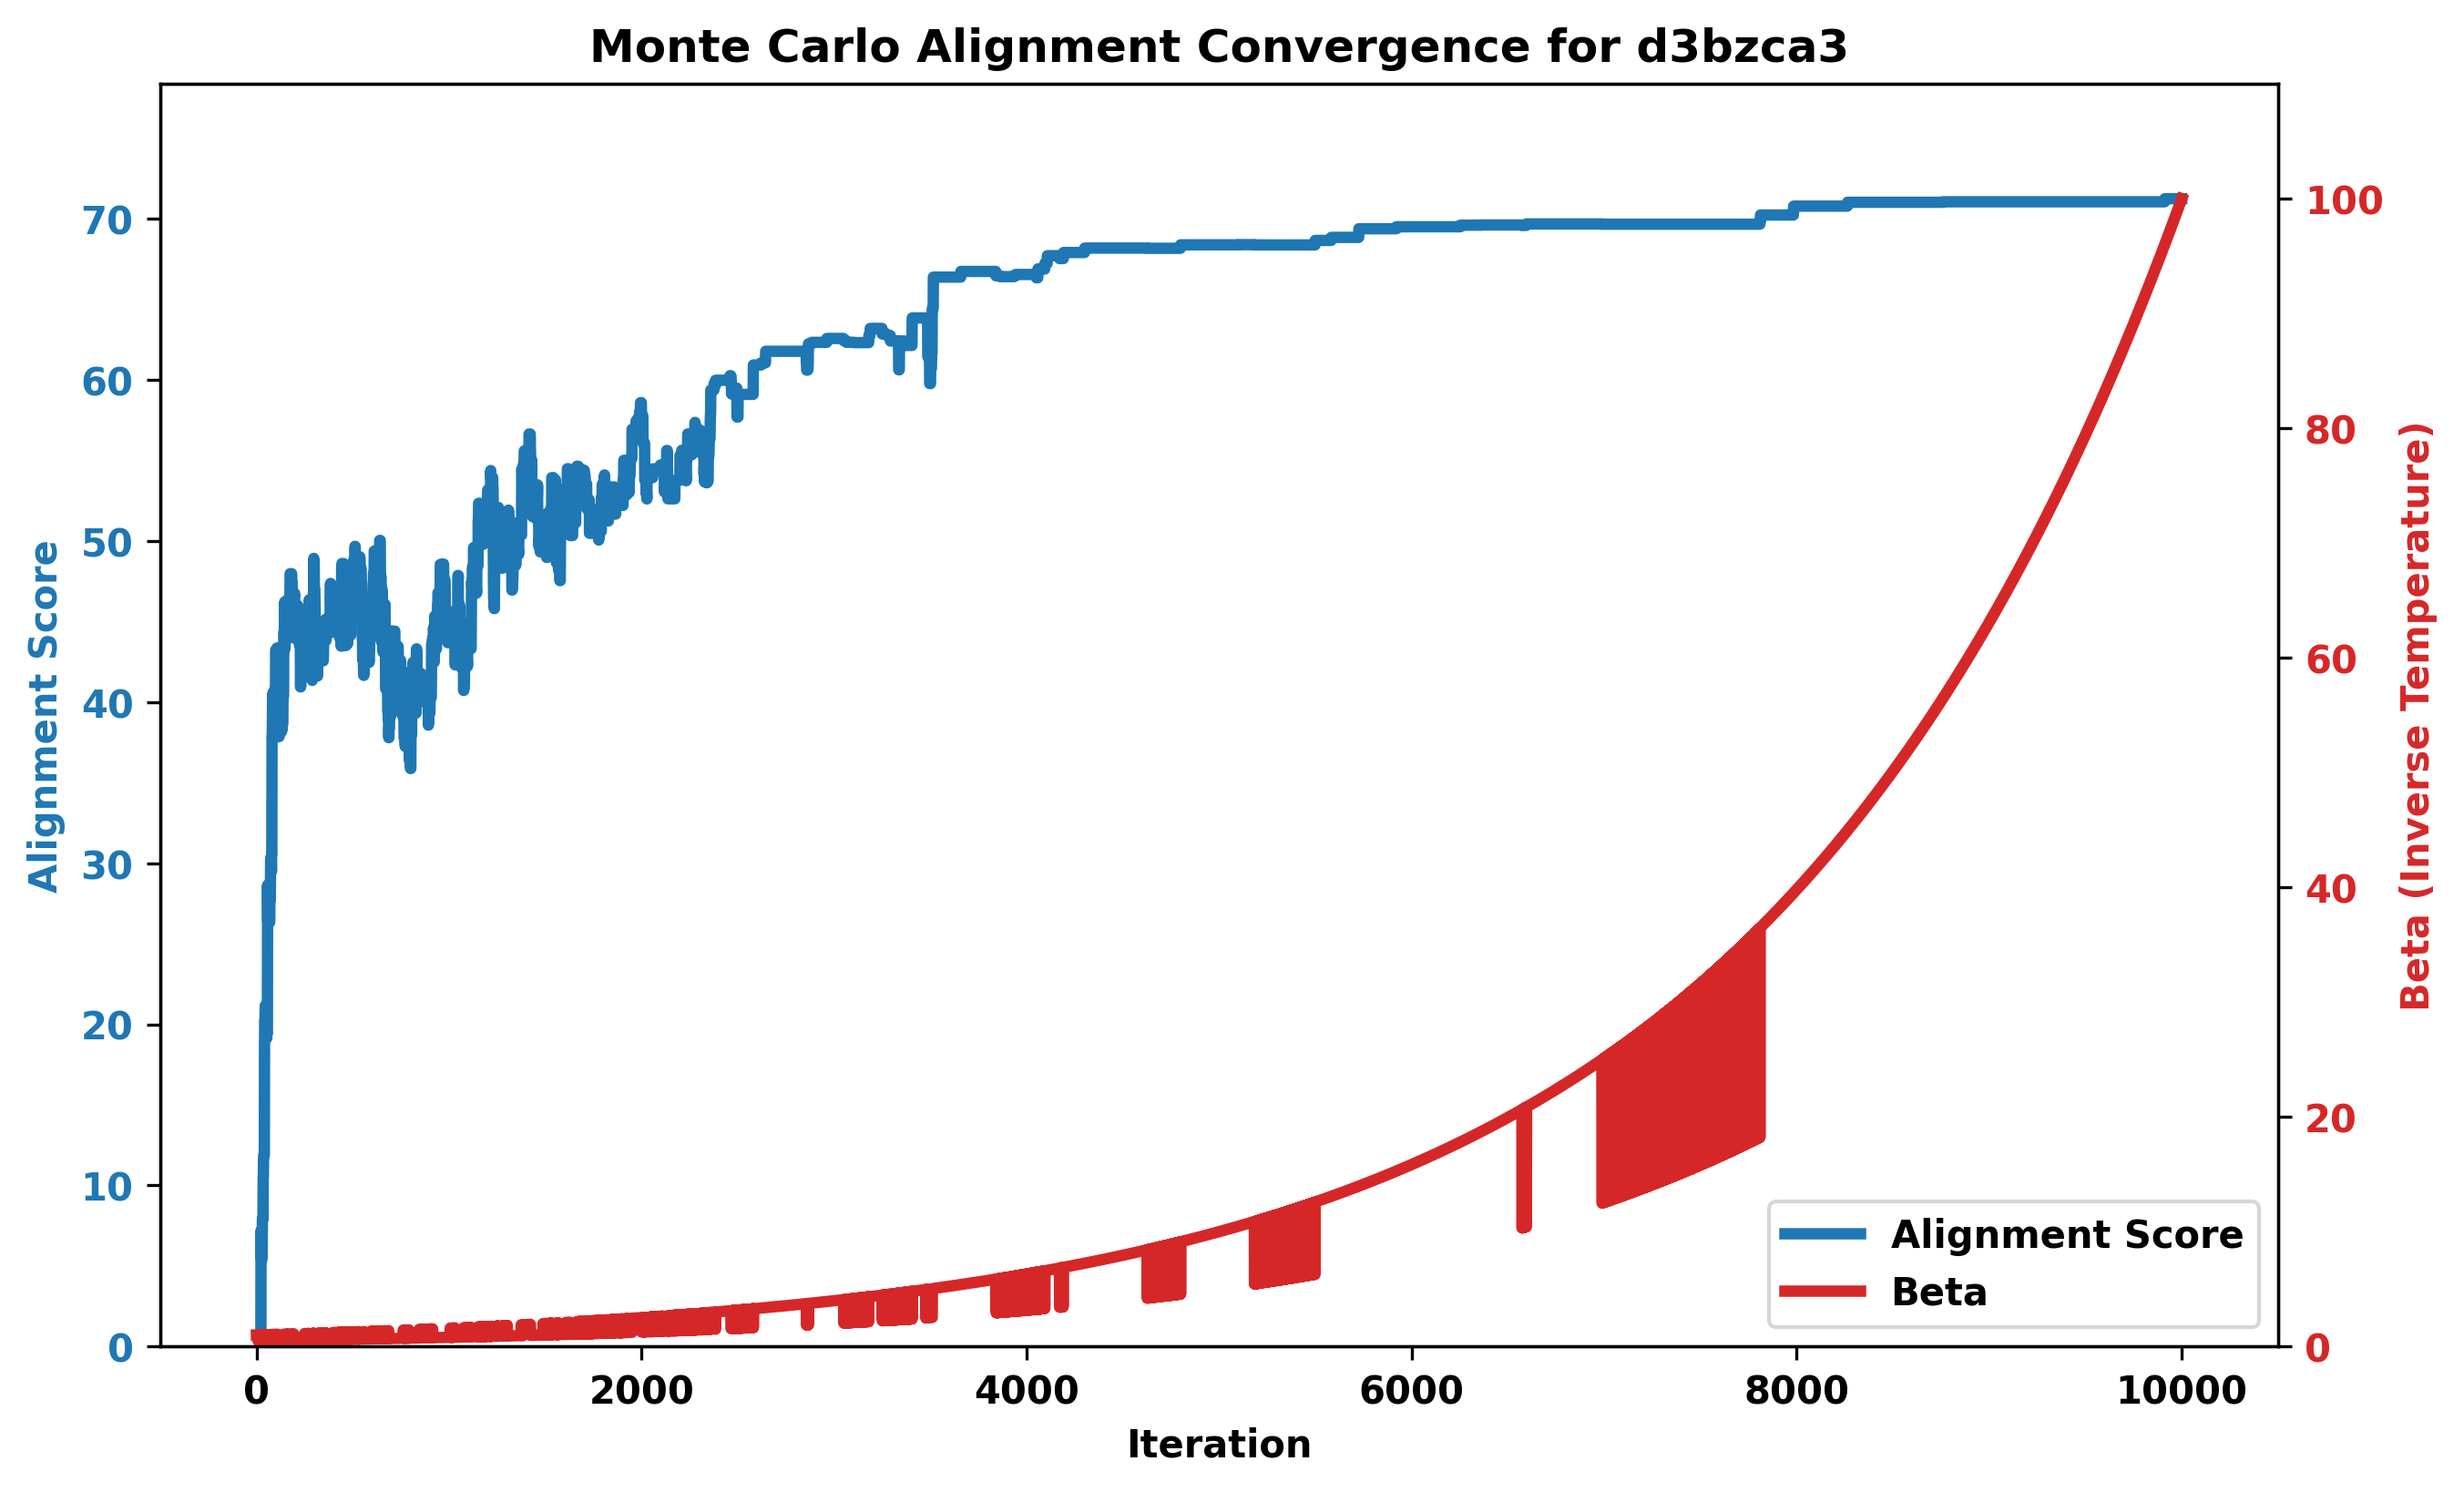 Monte Carlo Alignment Convergence for d3bzca3
Alignment Score
70
60
50
40
30
20
10
0
100
80
60
40
20
0
Beta (Inverse Temperature)
Alignment Score
Beta
0 2000 4000 6000 8000 10000
Iteration